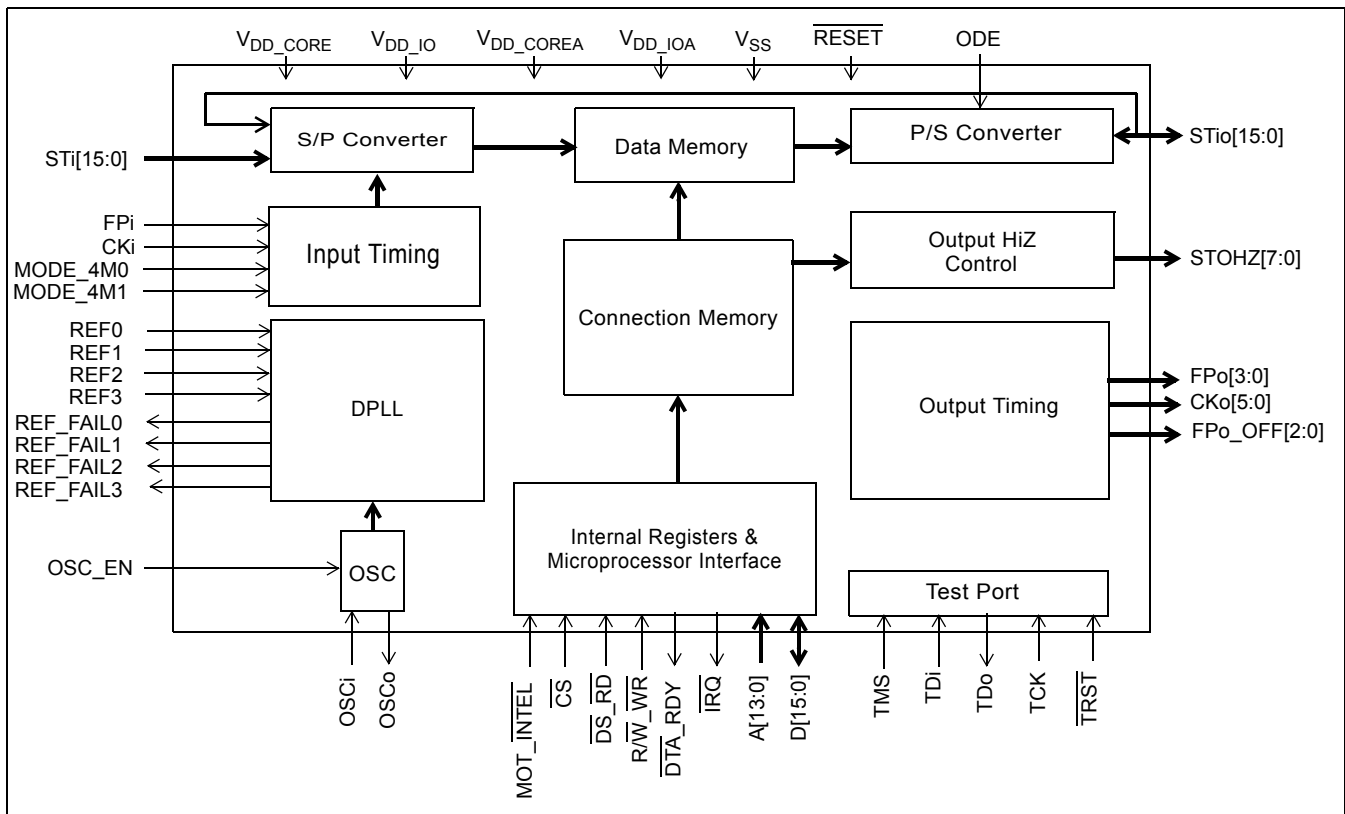 VDD_CORE VDD_IO VDD_COREA VDD_IOA VSS RESET ODE
STi[15:0]
S/P Converter
Data Memory
P/S Converter
STio[15:0]
FPi
CKi
MODE_4M0
MODE_4M1
Input Timing
Connection Memory
Output HiZ
Control
STOHZ[7:0]
REF0
REF1
REF2
REF3
REF_FAIL0
REF_FAIL1
REF_FAIL2
REF_FAIL3
DPLL
Output Timing
FPo[3:0]
CKo[5:0]
FPo_OFF[2:0]
OSC_EN
OSC
Internal Registers &
Microprocessor Interface
Test Port
OSCi
OSCo
MOT_INTEL
CS
DS_RD
R/W_WR
DTA_RDY
IRQ
A[13:0]
D[15:0]
TMS
TDi
TDo
TCK
TRST